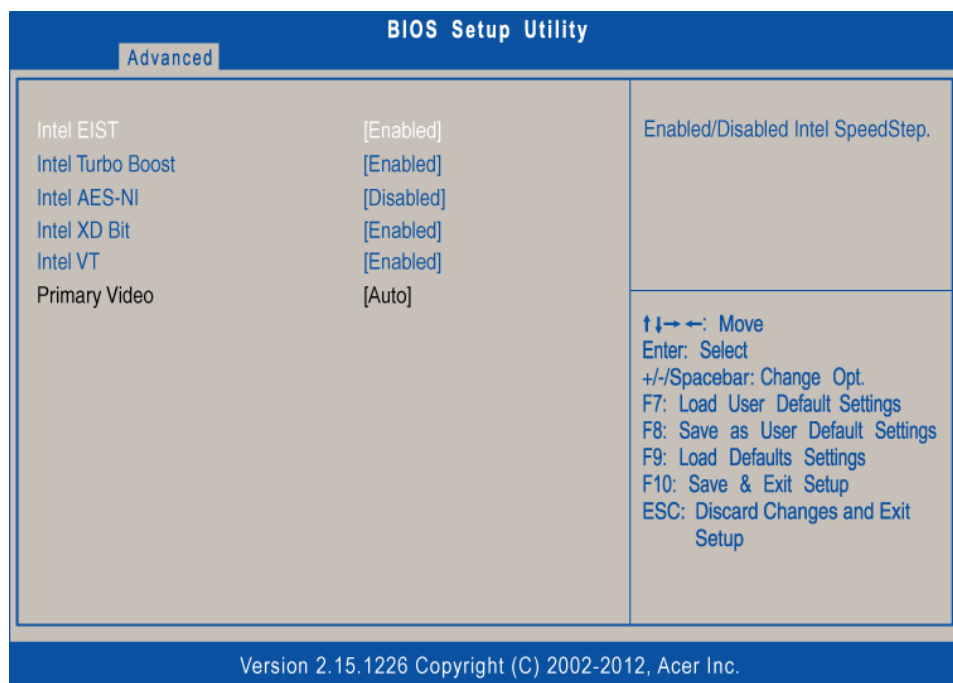 BIOS Setup Utility
Advanced
Intel EIST [Enabled]
Intel Turbo Boost [Enabled]
Intel AES-NI [Disabled]
Intel XD Bit [Enabled]
Intel VT [Enabled]
Primary Video [Auto]
Enabled/Disabled Intel SpeedStep.
↑↓→←: Move
Enter: Select
+/-/Spacebar: Change Opt.
F7: Load User Default Settings
F8: Save as User Default Settings
F9: Load Defaults Settings
F10: Save & Exit Setup
ESC: Discard Changes and Exit
Setup
Version 2.15.1226 Copyright (C) 2002-2012, Acer Inc.